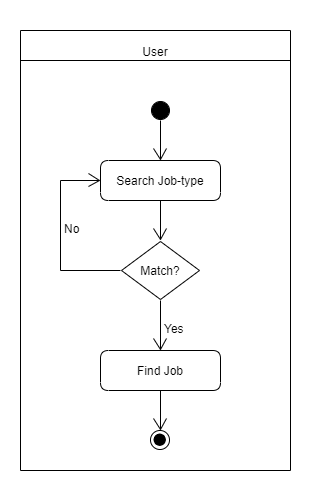 User
Search Job-type
No
Match?
Yes
Find Job